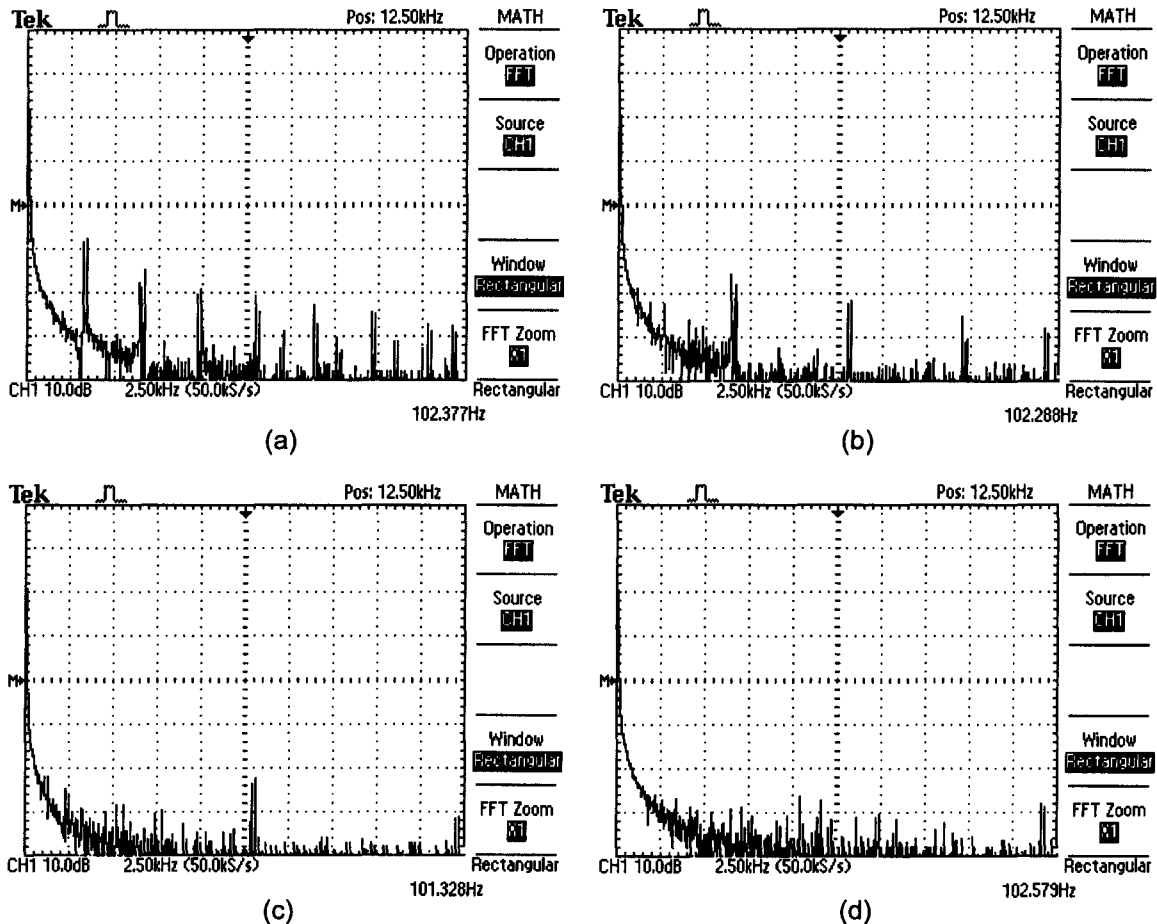 Tek Pos: 12.50kHz MATH
Operation
FFT
Source
CH1
M
Window
Rectangular
FFT Zoom
X1
CH1 10.0dB 2.50kHz (50.0kS/s) Rectangular
102.377Hz
(a)
Tek Pos: 12.50kHz MATH
Operation
FFT
Source
CH1
M
Window
Rectangular
FFT Zoom
X1
CH1 10.0dB 2.50kHz (50.0kS/s) Rectangular
102.288Hz
(b)
Tek Pos: 12.50kHz MATH
Operation
FFT
Source
CH1
M
Window
Rectangular
FFT Zoom
X1
CH1 10.0dB 2.50kHz (50.0kS/s) Rectangular
101.328Hz
(c)
Tek Pos: 12.50kHz MATH
Operation
FFT
Source
CH1
M
Window
Rectangular
FFT Zoom
X1
CH1 10.0dB 2.50kHz (50.0kS/s) Rectangular
102.579Hz
(d)